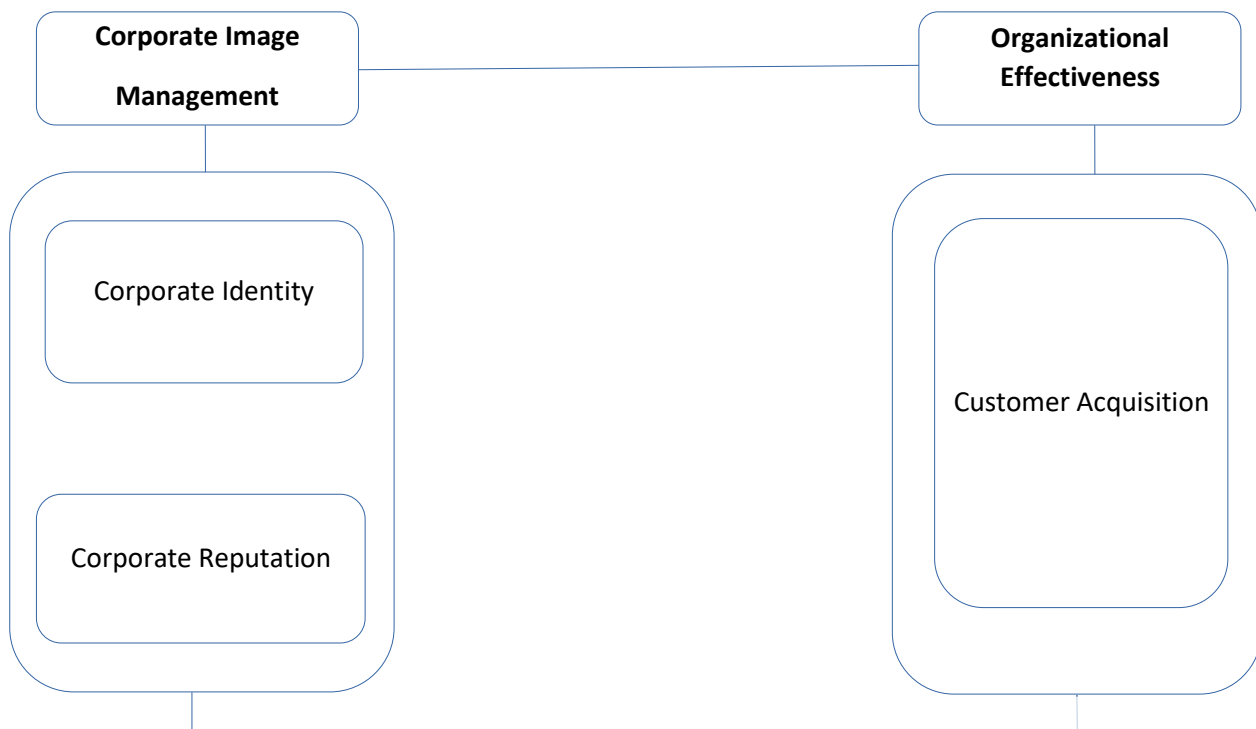 Corporate Image
Management
Organizational
Effectiveness
Corporate Identity
Customer Acquisition
Corporate Reputation